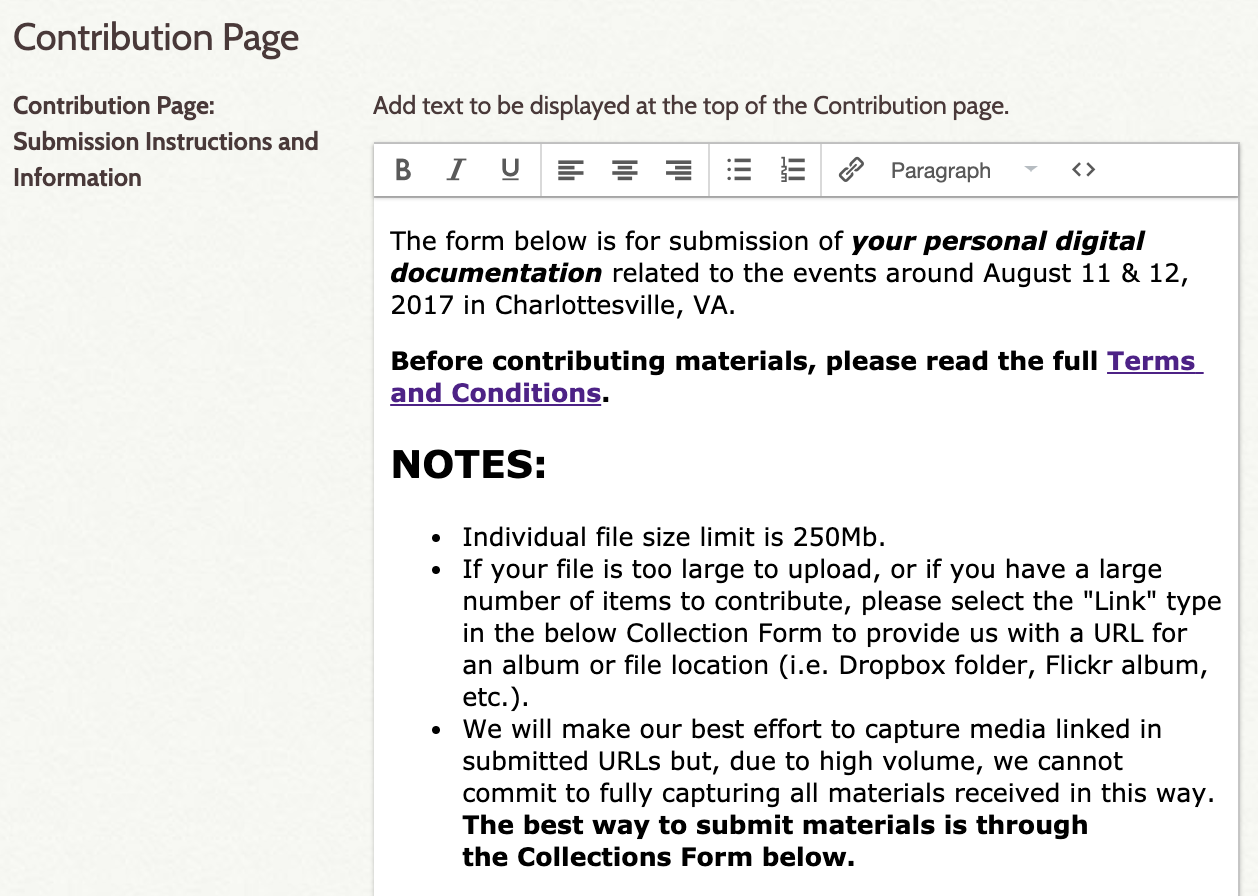 Contribution Page
Contribution Page:
Submission Instructions and
Information
Add text to be displayed at the top of the Contribution page.
B I U Paragraph <>
The form below is for submission of your personal digital
documentation related to the events around August 11 & 12,
2017 in Charlottesville, VA.
Before contributing materials, please read the full Terms
and Conditions.
NOTES:
• Individual file size limit is 250Mb.
• If your file is too large to upload, or if you have a large
number of items to contribute, please select the "Link" type
in the below Collection Form to provide us with a URL for
an album or file location (i.e. Dropbox folder, Flickr album,
etc.).
• We will make our best effort to capture media linked in
submitted URLs but, due to high volume, we cannot
commit to fully capturing all materials received in this way.
The best way to submit materials is through
the Collections Form below.